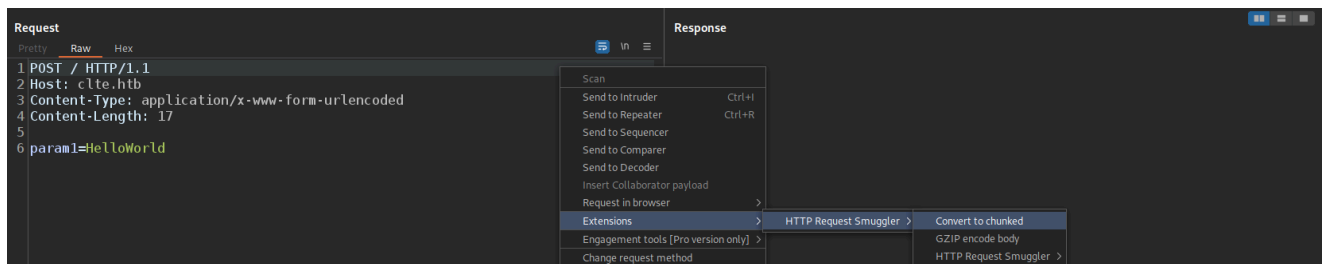 Request
Pretty Raw Hex \n
1 POST / HTTP/1.1
2 Host: clte.htb
3 Content-Type: application/x-www-form-urlencoded
4 Content-Length: 17
5
6 param1=HelloWorld
Response
Scan
Send to Intruder Ctrl+I
Send to Repeater Ctrl+R
Send to Sequencer
Send to Comparer
Send to Decoder
Insert Collaborator payload
Request in browser >
Extensions >
Engagement tools [Pro version only] >
Change request method
HTTP Request Smuggler >
Convert to chunked
GZIP encode body
HTTP Request Smuggler >